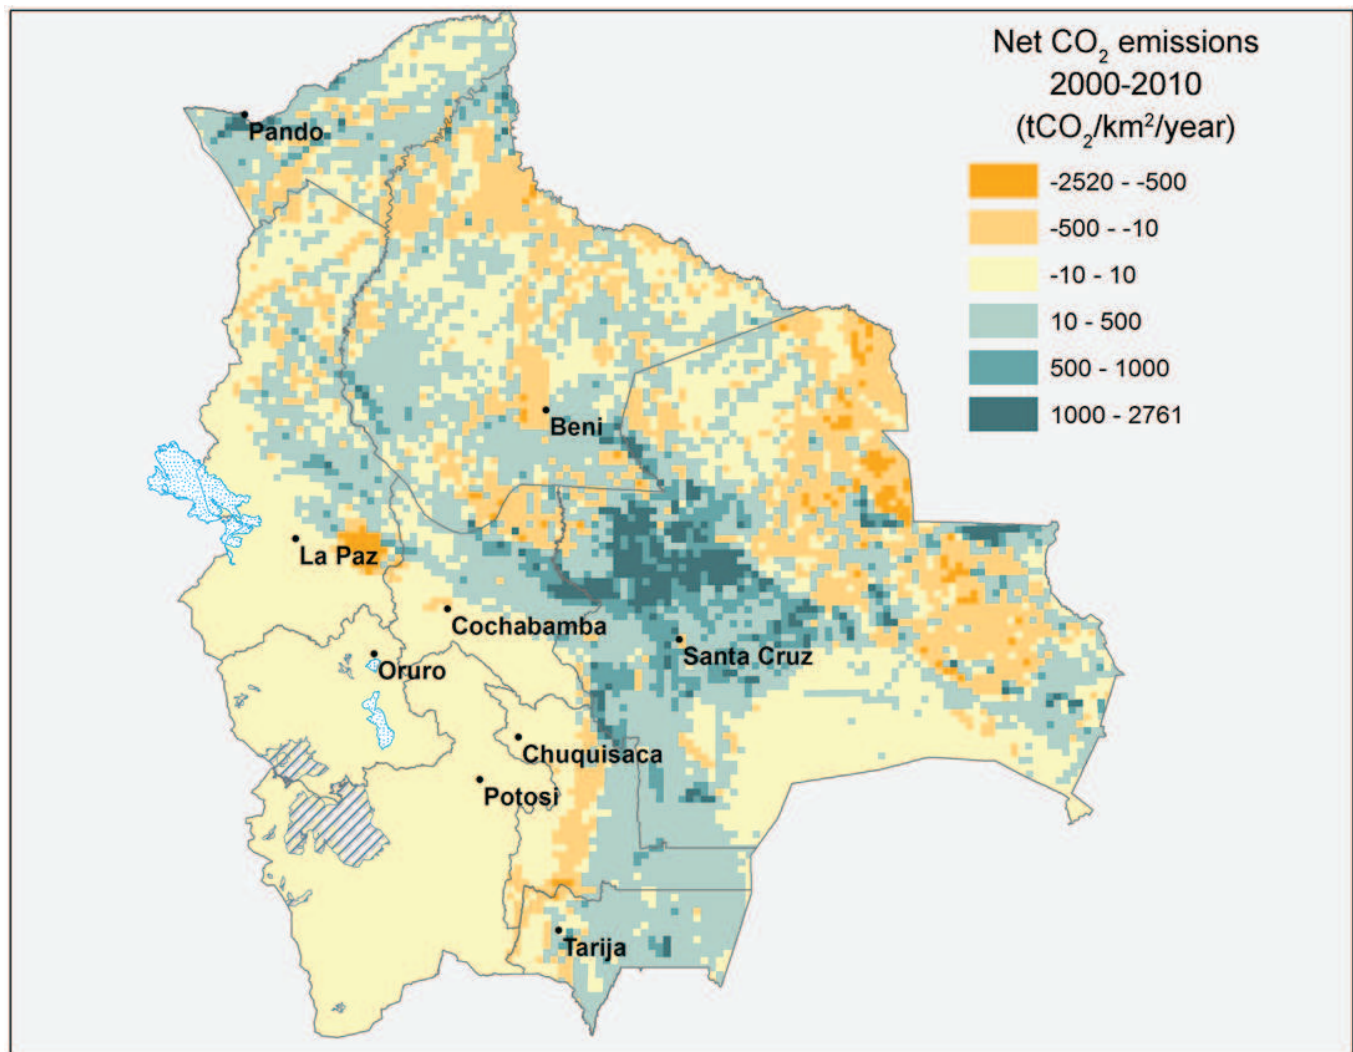 Net CO₂ emissions
2000-2010
(tCO₂/km²/year)
-2520 - -500
-500 - -10
-10 - 10
10 - 500
500 - 1000
1000 - 2761
Pando
Beni
La Paz
Cochabamba
Santa Cruz
Oruro
Chuquisaca
Potosi
Tarija